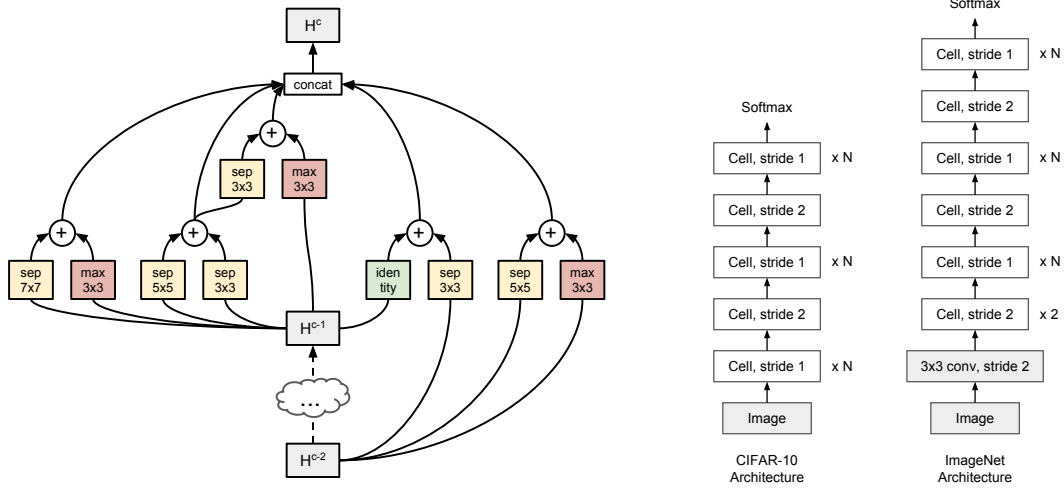 H^c
concat
+
sep
3x3
max
3x3
+
+
+
+
sep
7x7
max
3x3
sep
5x5
sep
3x3
iden
tity
sep
3x3
sep
5x5
max
3x3
H^c-1
...
H^c-2
Softmax
Cell, stride 1 x N
Cell, stride 2
Cell, stride 1 x N
Cell, stride 2
Cell, stride 1 x N
Image
CIFAR-10
Architecture
Softmax
Cell, stride 1 x N
Cell, stride 2
Cell, stride 1 x N
Cell, stride 2
Cell, stride 1 x N
Cell, stride 2 x 2
3x3 conv, stride 2
Image
ImageNet
Architecture